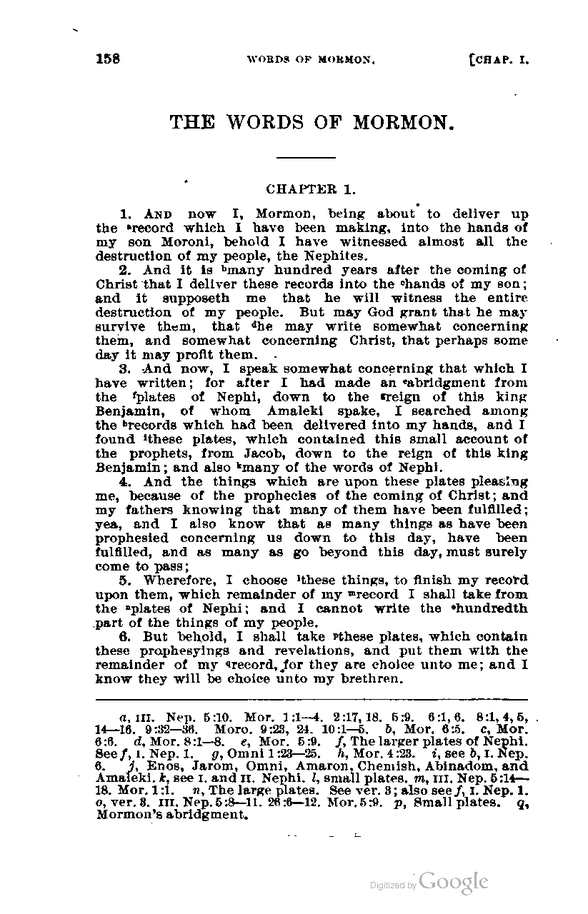 158 WORDS OF MORMON. [CHAP. I.
THE WORDS OF MORMON.
CHAPTER 1.
1. AND now I, Mormon, being about to deliver up
the ᵃrecord which I have been making, into the hands of
my son Moroni, behold I have witnessed almost all the
destruction of my people, the Nephites.
2. And it is ᵇmany hundred years after the coming of
Christ that I deliver these records into the ᶜhands of my son;
and it supposeth me that he will witness the entire
destruction of my people. But may God grant that he may
survive them, that ᵈhe may write somewhat concerning
them, and somewhat concerning Christ, that perhaps some
day it may profit them.
3. And now, I speak somewhat concerning that which I
have written; for after I had made an ᵉabridgment from
the ᶠplates of Nephi, down to the ᵍreign of this king
Benjamin, of whom Amaleki spake, I searched among
the ʰrecords which had been delivered into my hands, and I
found ⁱthese plates, which contained this small account of
the prophets, from Jacob, down to the reign of this king
Benjamin; and also ᵏmany of the words of Nephi.
4. And the things which are upon these plates pleasing
me, because of the prophecies of the coming of Christ; and
my fathers knowing that many of them have been fulfilled;
yea, and I also know that as many things as have been
prophesied concerning us down to this day, have been
fulfilled, and as many as go beyond this day, must surely
come to pass;
5. Wherefore, I choose ˡthese things, to finish my record
upon them, which remainder of my ᵐrecord I shall take from
the ⁿplates of Nephi; and I cannot write the ᵒhundredth
part of the things of my people.
6. But behold, I shall take ᵖthese plates, which contain
these prophesyings and revelations, and put them with the
remainder of my qrecord, for they are choice unto me; and I
know they will be choice unto my brethren.
a, III. Nep. 5:10. Mor. 1:1—4. 2:17, 18. 5:9. 6:1, 6. 8:1, 4, 5,
14—16. 9:32—36. Moro. 9:23, 24. 10:1—5. b, Mor. 6:5. c, Mor.
6:6. d, Mor. 8:1—8. e, Mor. 5:9. f, The larger plates of Nephi.
See f, I. Nep. 1. g, Omni 1:23—25. h, Mor. 4:23. i, see b, I. Nep.
6. j, Enos, Jarom, Omni, Amaron, Chemish, Abinadom, and
Amaleki. k, see I. and II. Nephi. l, small plates. m, III. Nep. 5:14—
18. Mor. 1:1. n, The large plates. See ver. 3; also see f, I. Nep. 1.
o, ver. 3. III. Nep. 5:8—11. 26:6—12. Mor. 5:9. p, Small plates. q,
Mormon's abridgment.
Digitized by Google